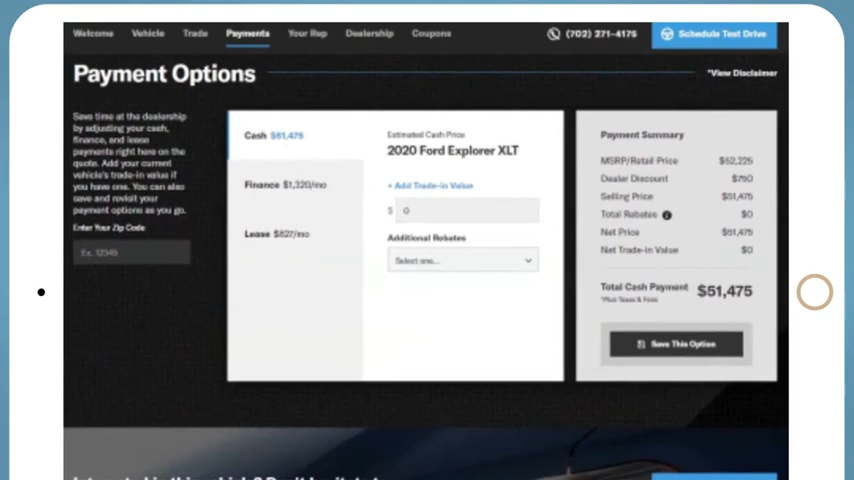 Welcome Vehicle Trade Payments Your Rep Dealership Coupons (702) 271-4175 Schedule Test Drive
Payment Options
*View Disclaimer
Save time at the dealership
by adjusting your cash,
finance, and lease
payments right here on the
quote. Add your current
vehicle's trade-in value if
you have one. You can also
save and revisit your
payment options as you go.
Enter Your Zip Code
Ex. 12345
Cash $51,475
Finance $1,320/mo
Lease $827/mo
Estimated Cash Price
2020 Ford Explorer XLT
+ Add Trade-in Value
$ 0
Additional Rebates
Select one...
Payment Summary
MSRP/Retail Price $52,225
Dealer Discount $750
Selling Price $51,475
Total Rebates $0
Net Price $51,475
Net Trade-in Value $0
Total Cash Payment $51,475
*Plus Taxes & Fees
Save This Option